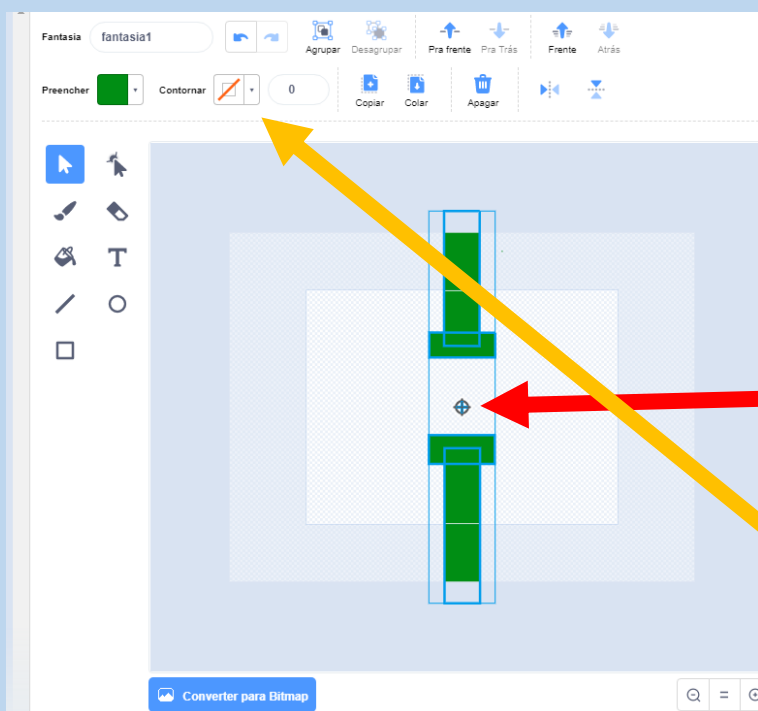 Fantasia fantasia1
Agrupar Desagrupar Pra frente Pra Trás Frente Atrás
Preencher Contornar 0
Copiar Colar Apagar
T
Converter para Bitmap